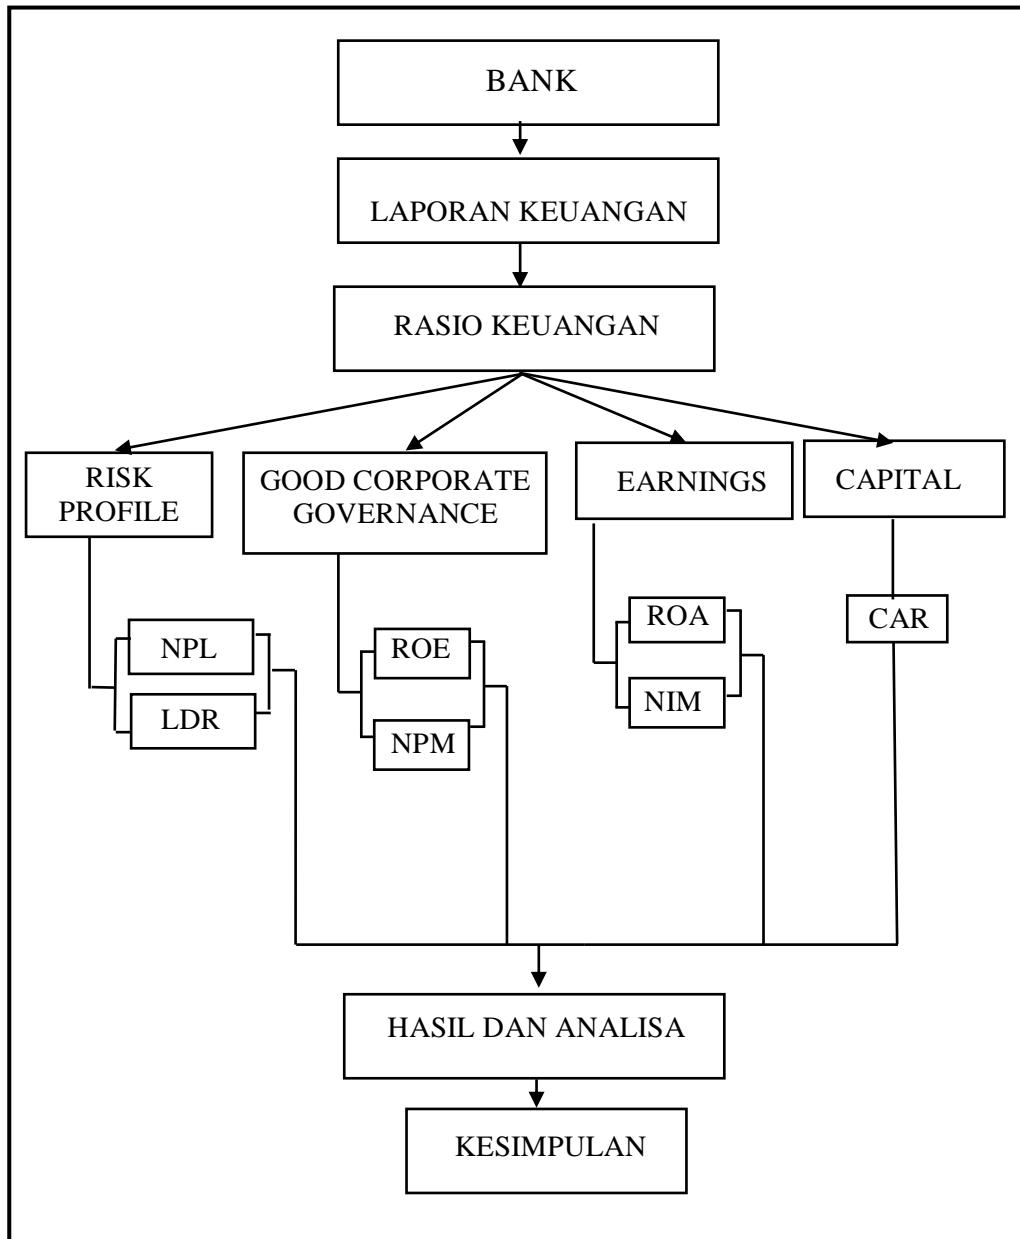 BANK
LAPORAN KEUANGAN
RASIO KEUANGAN
RISK
PROFILE
GOOD CORPORATE
GOVERNANCE
EARNINGS
CAPITAL
NPL
LDR
ROE
NPM
ROA
NIM
CAR
HASIL DAN ANALISA
KESIMPULAN